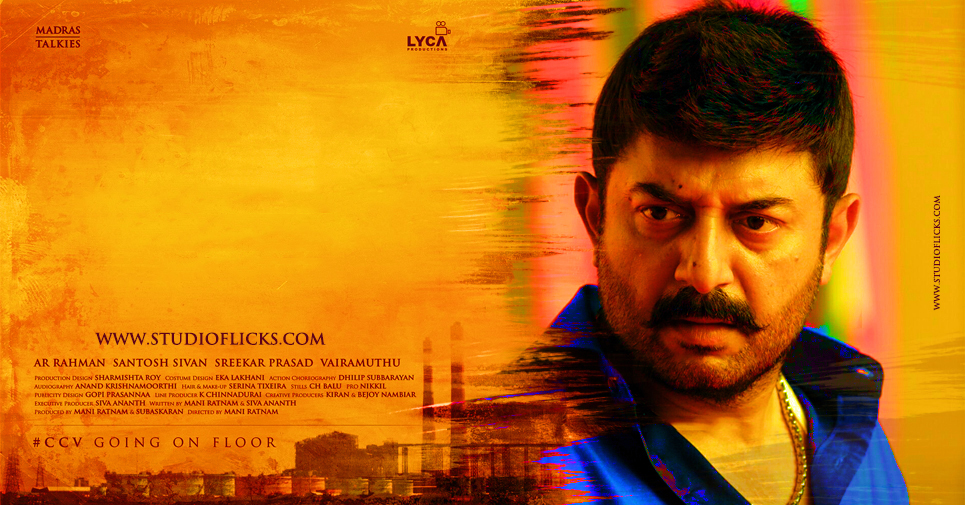 MADRAS
TALKIES
LYCA
PRODUCTIONS
WWW.STUDIOFLICKS.COM
WWW.STUDIOFLICKS.COM
AR RAHMAN SANTOSH SIVAN SREEKAR PRASAD VAIRAMUTHU
PRODUCTION DESIGN SHARMISHTA ROY COSTUME DESIGN EKA LAKHANI ACTION CHOREOGRAPHY DHILIP SUBBARAYAN
AUDIOGRAPHY ANAND KRISHNAMOORTHI HAIR & MAKE-UP SERINA TIXEIRA STILLS CH BALU PRO NIKKIL
PUBLICITY DESIGN GOPI PRASANNAA LINE PRODUCER K CHINNADURAI CREATIVE PRODUCERS KIRAN & BEJOY NAMBIAR
EXECUTIVE PRODUCER SIVA ANANTH WRITTEN BY MANI RATNAM & SIVA ANANTH
PRODUCED BY MANI RATNAM & SUBASKARAN DIRECTED BY MANI RATNAM
#CCV GOING ON FLOOR